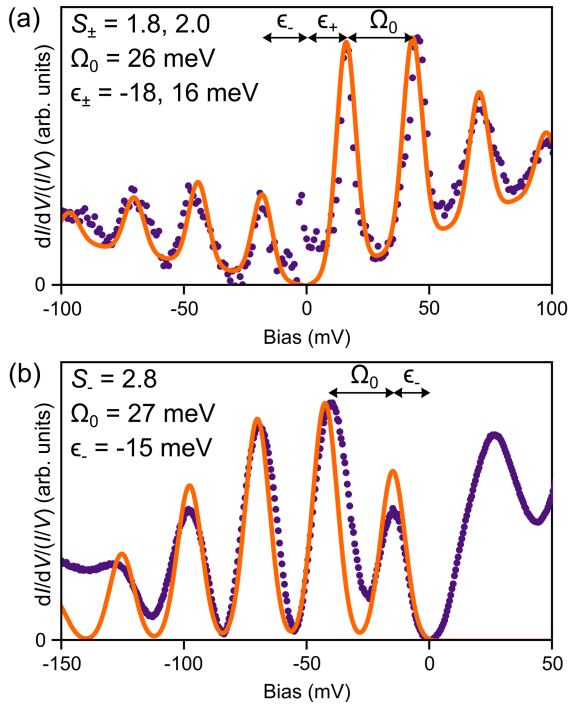 (a)
S± = 1.8, 2.0
Ω₀ = 26 meV
ϵ± = -18, 16 meV
ϵ₋ ϵ₊ Ω₀
dI/dV/(I/V) (arb. units)
0
-100 -50 0 50 100
Bias (mV)
(b)
S₋ = 2.8
Ω₀ = 27 meV
ϵ₋ = -15 meV
Ω₀ ϵ₋
dI/dV/(I/V) (arb. units)
0
-150 -100 -50 0 50
Bias (mV)